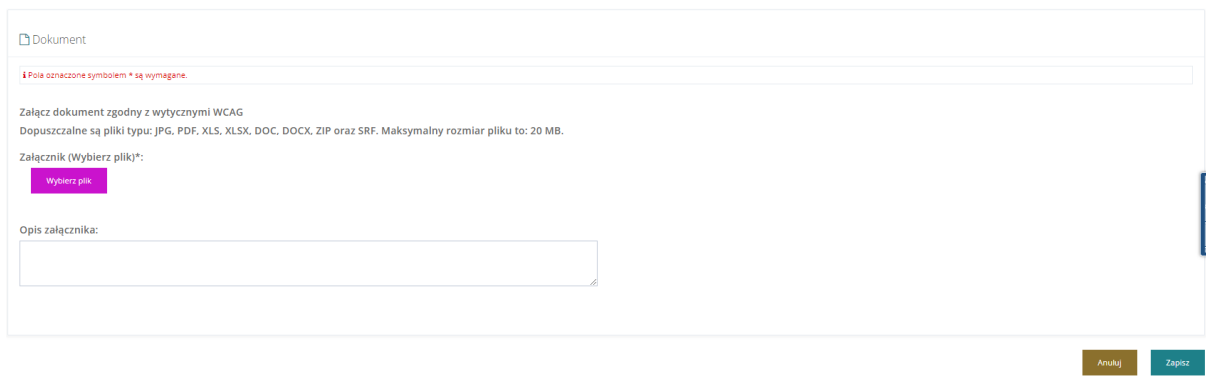 Dokument
i Pola oznaczone symbolem * są wymagane.
Załącz dokument zgodny z wytycznymi WCAG
Dopuszczalne są pliki typu: JPG, PDF, XLS, XLSX, DOC, DOCX, ZIP oraz SRF. Maksymalny rozmiar pliku to: 20 MB.
Załącznik (Wybierz plik)*:
Wybierz plik
Opis załącznika:
Anuluj
Zapisz